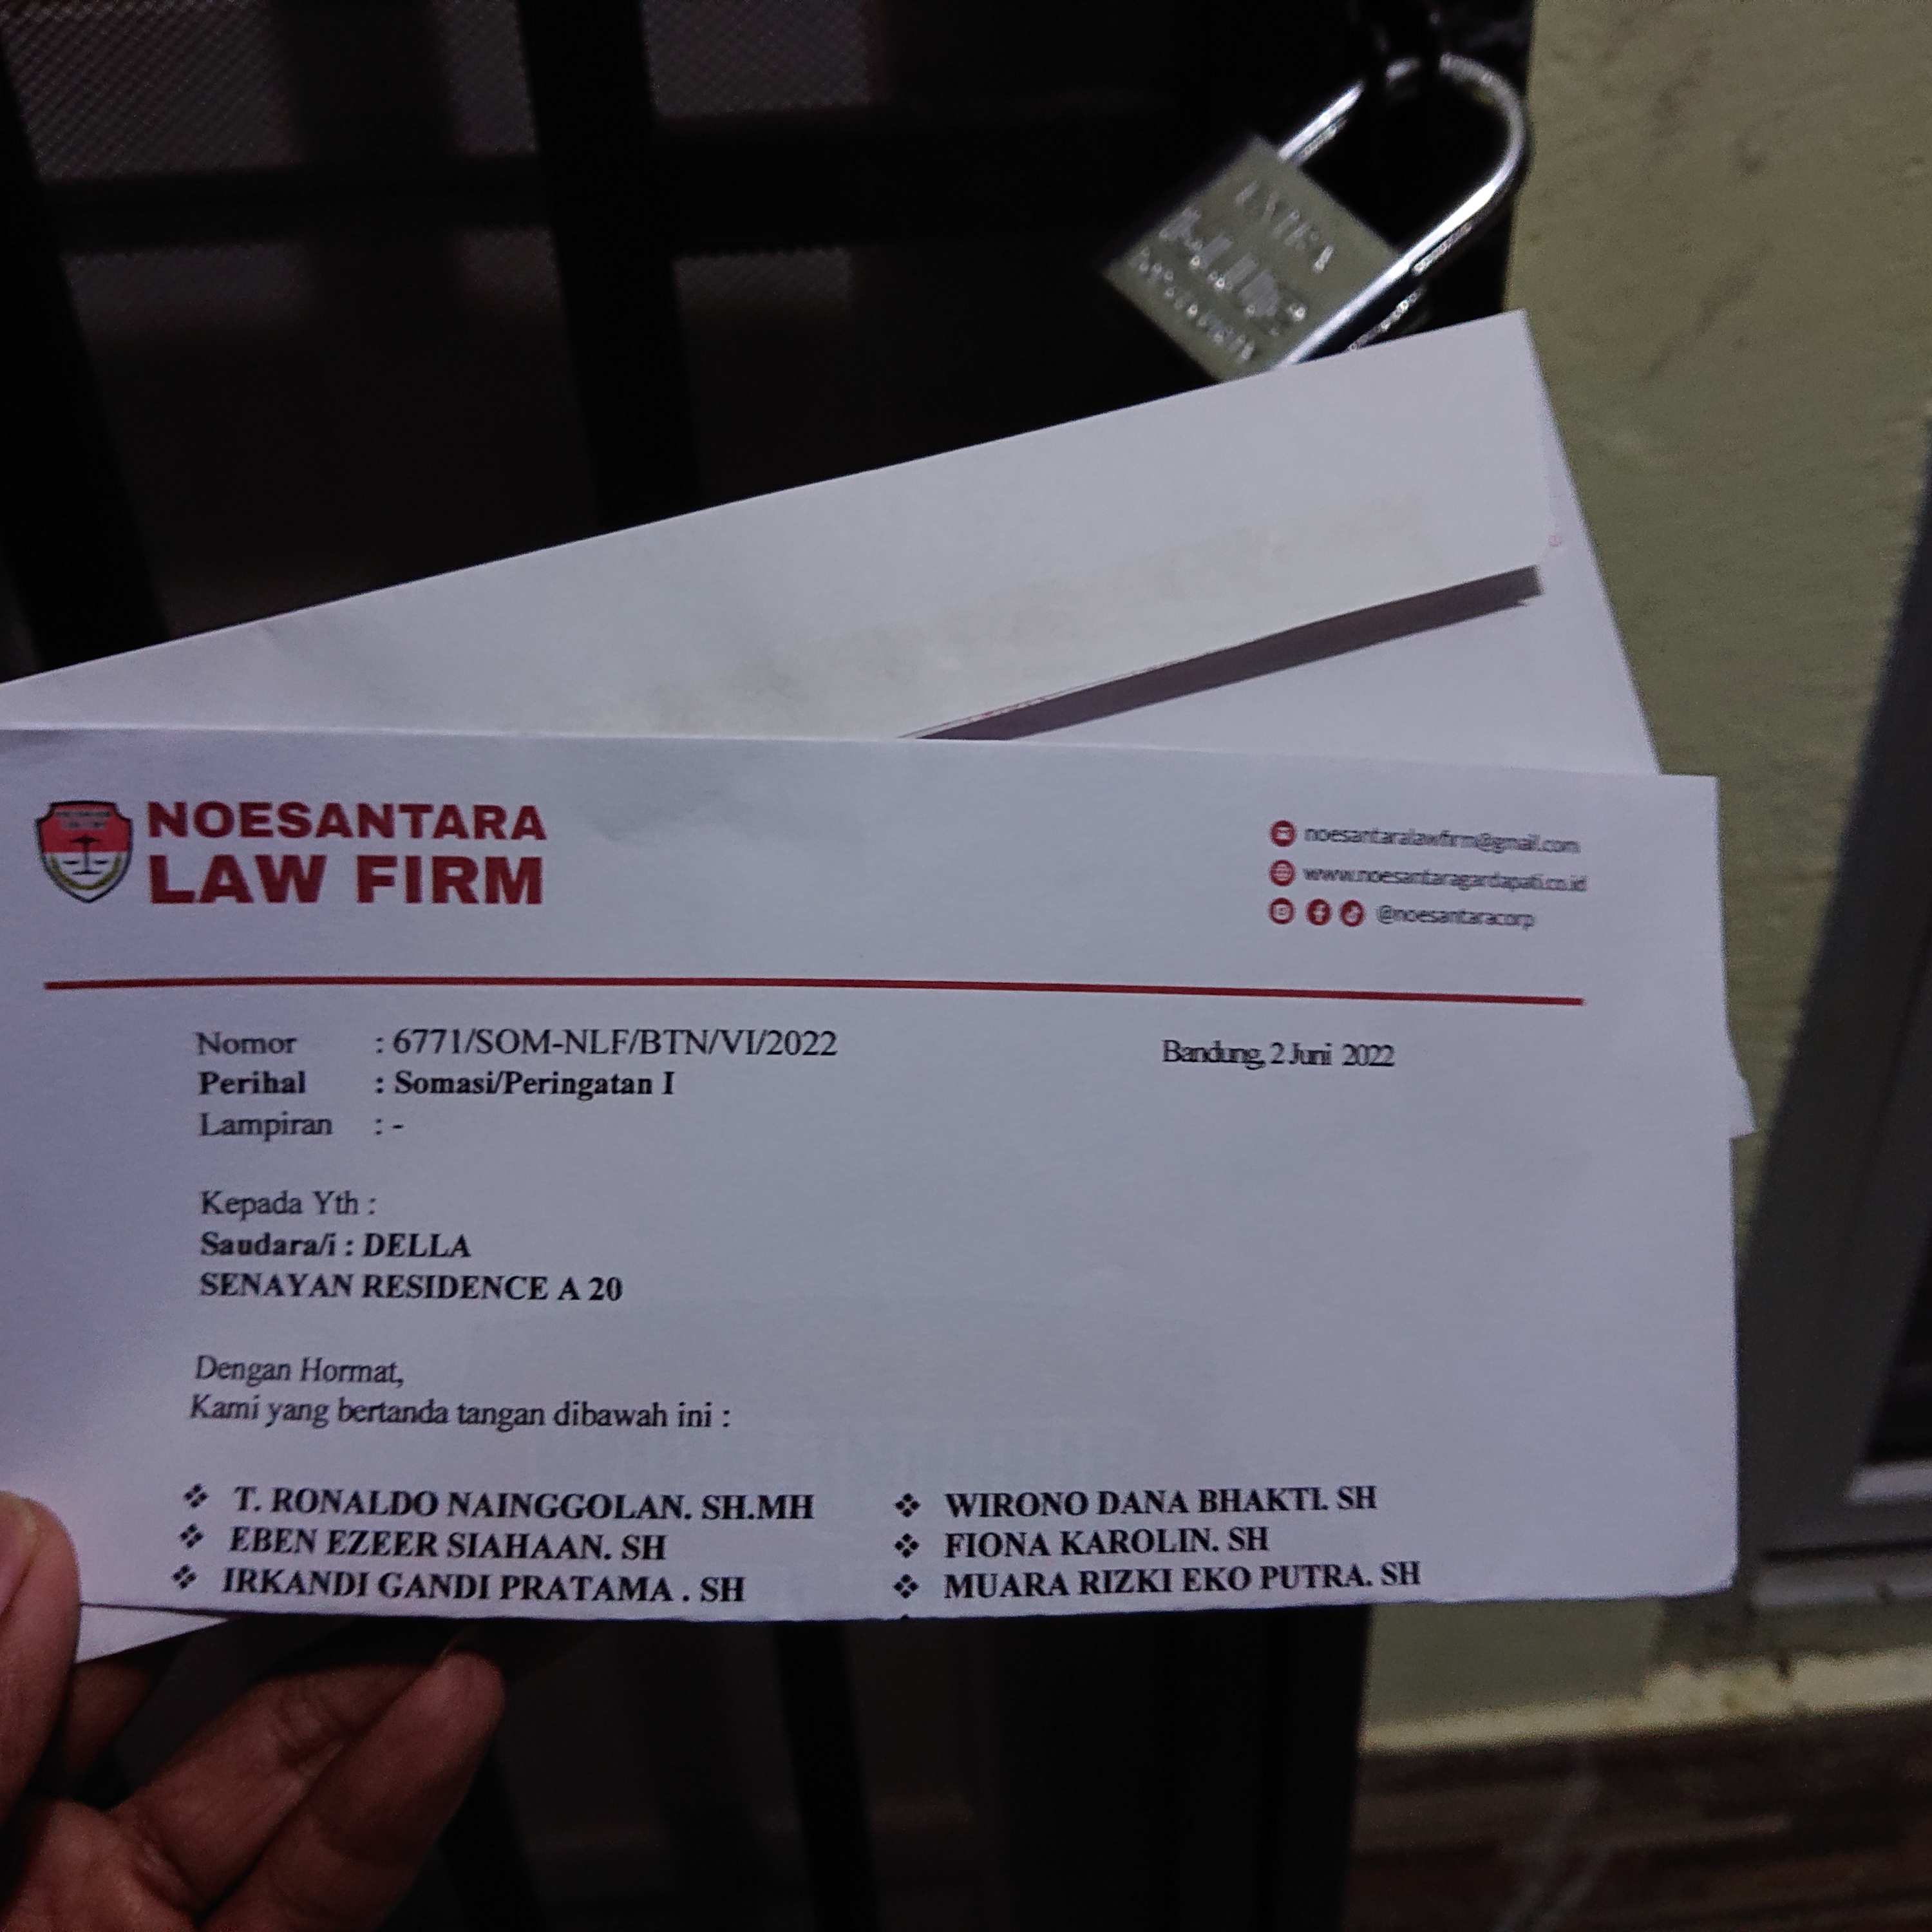 EXTRA
NOESANTARA
LAW FIRM
noesantaralawfirm@gmail.com
www.noesantaragardapati.co.id
@noesantaracorp
Nomor : 6771/SOM-NLF/BTN/VI/2022
Bandung, 2 Juni 2022
Perihal : Somasi/Peringatan I
Lampiran : -
Kepada Yth :
Saudara/i : DELLA
SENAYAN RESIDENCE A 20
Dengan Hormat,
Kami yang bertanda tangan dibawah ini :
❖ T. RONALDO NAINGGOLAN. SH.MH
❖ EBEN EZEER SIAHAAN. SH
❖ IRKANDI GANDI PRATAMA . SH
❖ WIRONO DANA BHAKTI. SH
❖ FIONA KAROLIN. SH
❖ MUARA RIZKI EKO PUTRA. SH